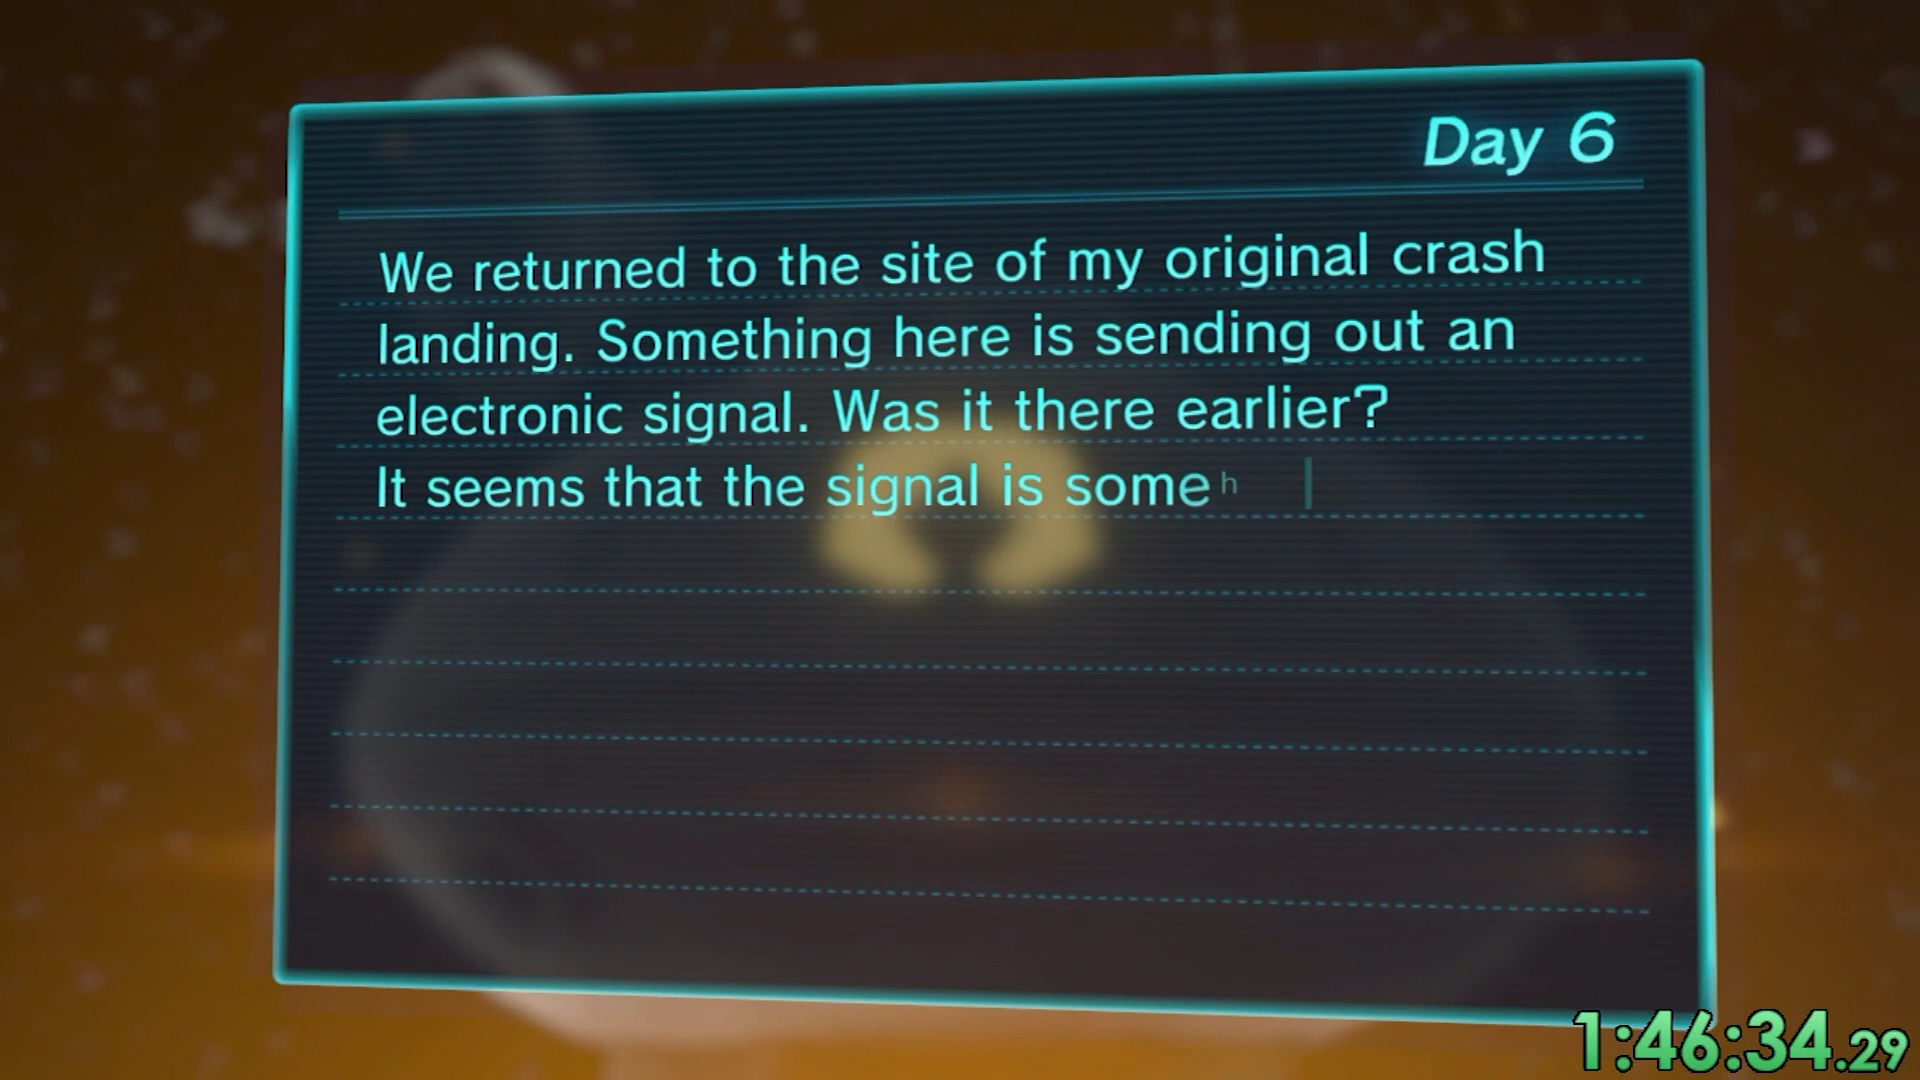 Day 6
We returned to the site of my original crash
landing. Something here is sending out an
electronic signal. Was it there earlier?
It seems that the signal is someh
1:46:34.29